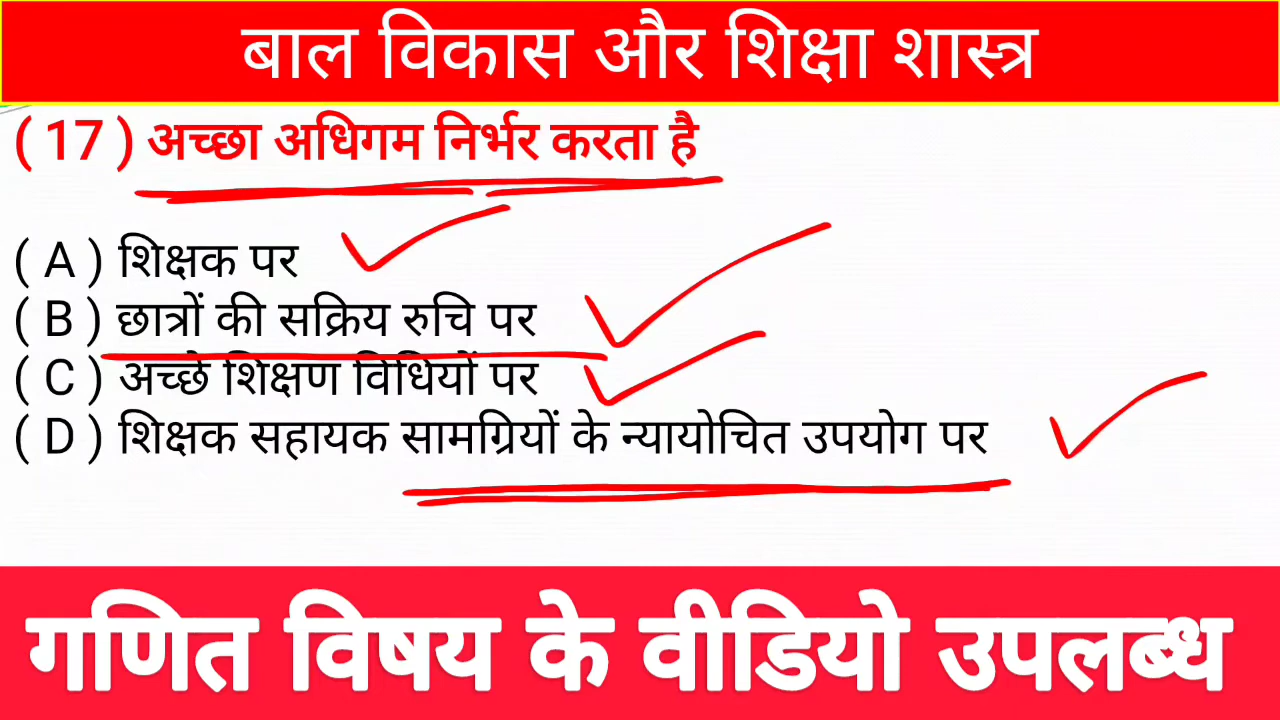 बाल विकास और शिक्षा शास्त्र
( 17 ) अच्छा अधिगम निर्भर करता है
( A ) शिक्षक पर
( B ) छात्रों की सक्रिय रुचि पर
( C ) अच्छे शिक्षण विधियों पर
( D ) शिक्षक सहायक सामग्रियों के न्यायोचित उपयोग पर
गणित विषय के वीडियो उपलब्ध